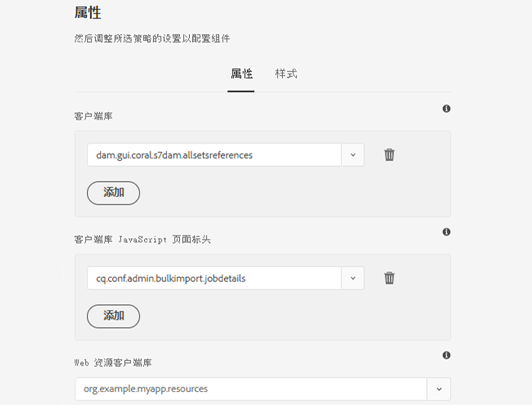 属性
然后调整所选策略的设置以配置组件
属性 样式
客户端库
dam.gui.coral.s7dam.allsetsreferences
添加
客户端库 JavaScript 页面标头
cq.conf.admin.bulkimport.jobdetails
添加
Web 资源客户端库
org.example.myapp.resources